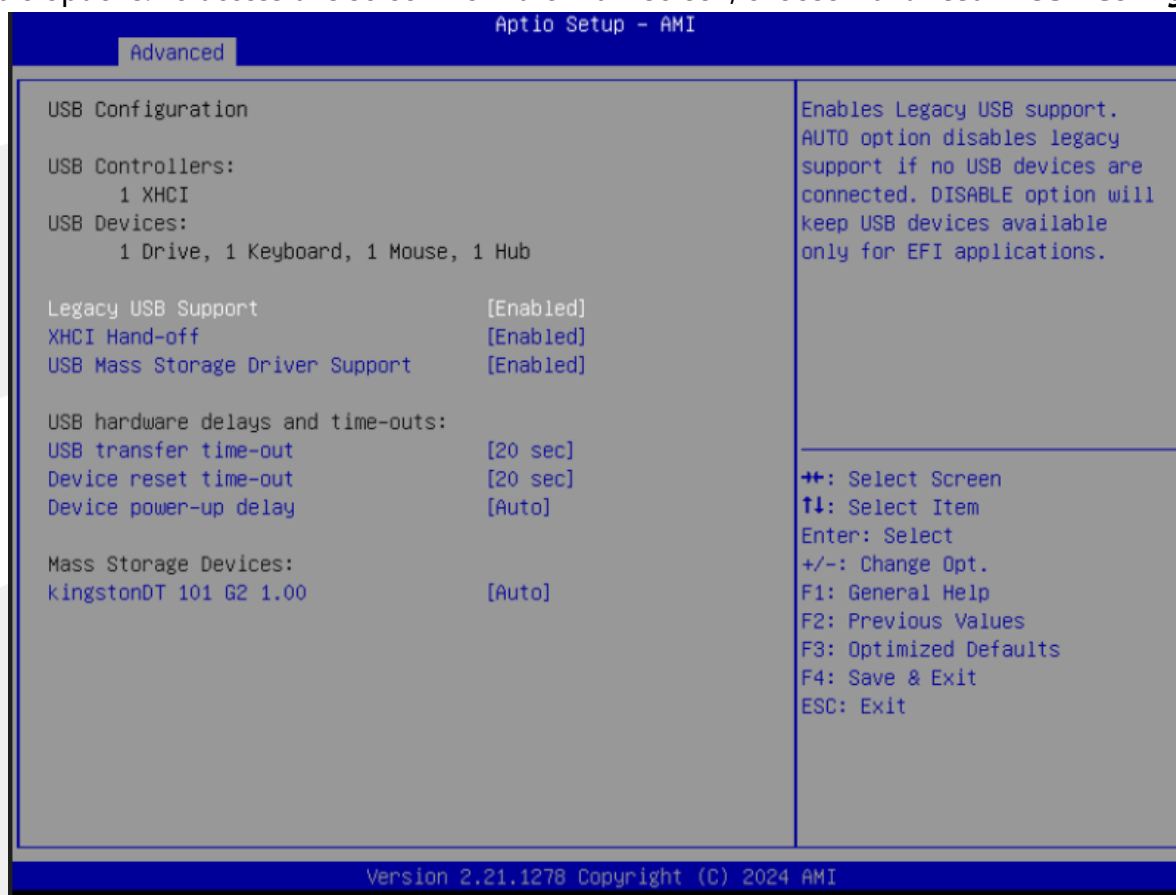 Aptio Setup – AMI
Advanced
USB Configuration
USB Controllers:
1 XHCI
USB Devices:
1 Drive, 1 Keyboard, 1 Mouse, 1 Hub
Legacy USB Support [Enabled]
XHCI Hand-off [Enabled]
USB Mass Storage Driver Support [Enabled]
USB hardware delays and time-outs:
USB transfer time-out [20 sec]
Device reset time-out [20 sec]
Device power-up delay [Auto]
Mass Storage Devices:
kingstonDT 101 G2 1.00 [Auto]
Enables Legacy USB support.
AUTO option disables legacy
support if no USB devices are
connected. DISABLE option will
keep USB devices available
only for EFI applications.
→←: Select Screen
↑↓: Select Item
Enter: Select
+/-: Change Opt.
F1: General Help
F2: Previous Values
F3: Optimized Defaults
F4: Save & Exit
ESC: Exit
Version 2.21.1278 Copyright (C) 2024 AMI